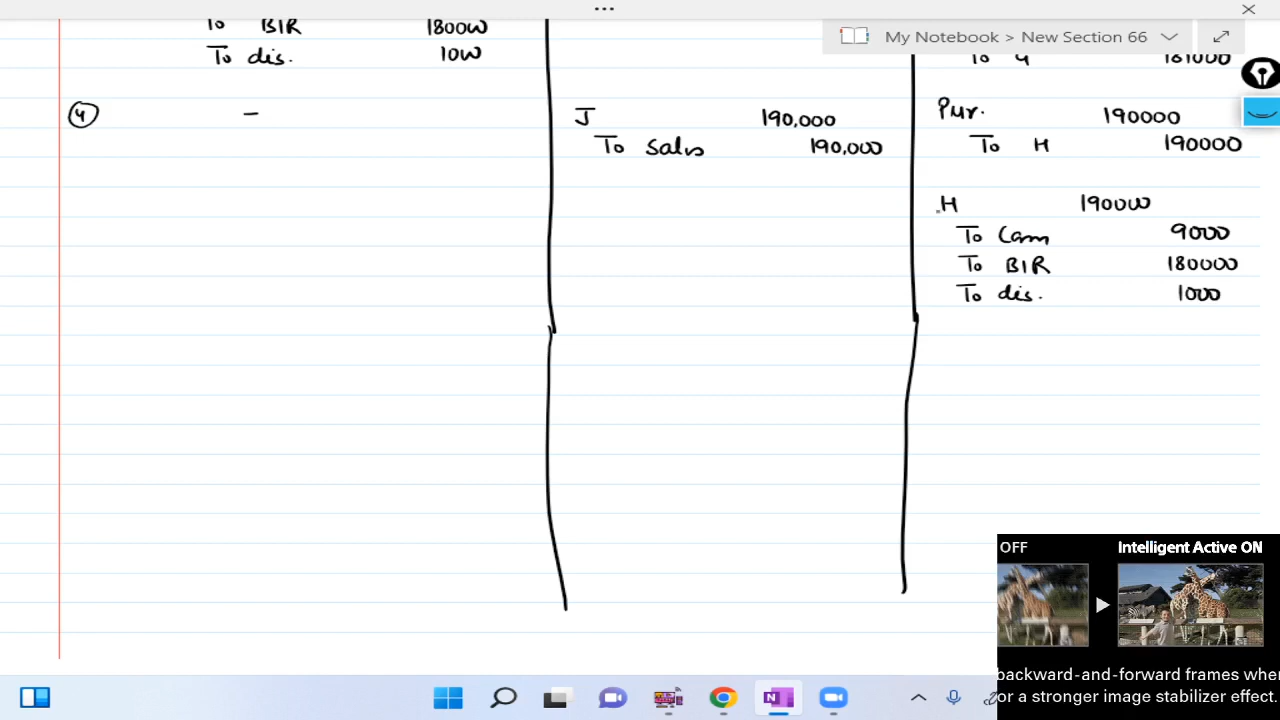 My Notebook > New Section 66
To BIR 180000
To dis. 1000
To G 181000
④ -
J 190,000
To Sales 190,000
Pur. 190000
To H 190000
H 190000
To Com 9000
To BIR 180000
To dis. 1000
OFF Intelligent Active ON
backward-and-forward frames wher
or a stronger image stabilizer effect.